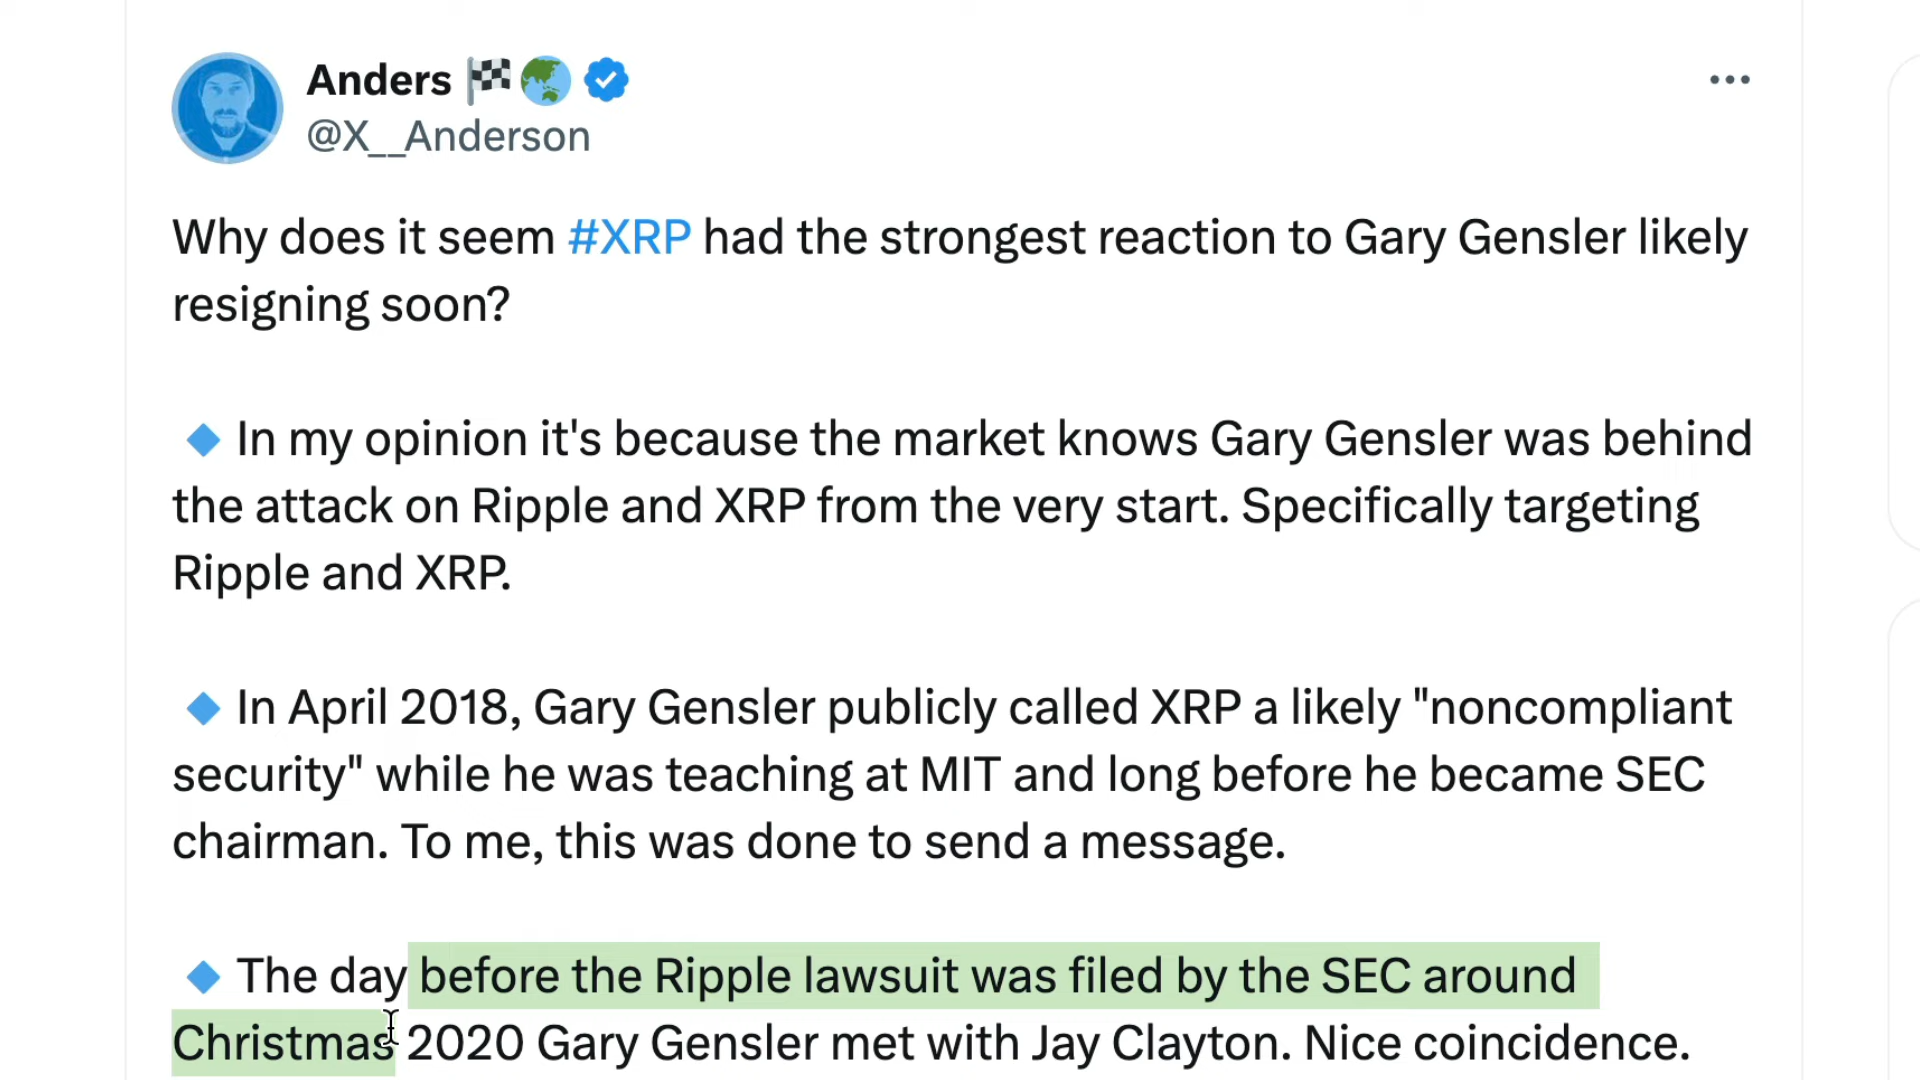 Anders 🏁🌏
@X__Anderson
Why does it seem #XRP had the strongest reaction to Gary Gensler likely
resigning soon?
🔹In my opinion it's because the market knows Gary Gensler was behind
the attack on Ripple and XRP from the very start. Specifically targeting
Ripple and XRP.
🔹In April 2018, Gary Gensler publicly called XRP a likely "noncompliant
security" while he was teaching at MIT and long before he became SEC
chairman. To me, this was done to send a message.
🔹The day before the Ripple lawsuit was filed by the SEC around
Christmas 2020 Gary Gensler met with Jay Clayton. Nice coincidence.